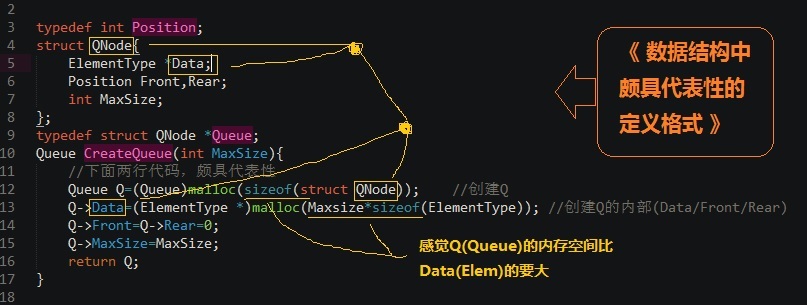 3 typedef int Position;
4 struct QNode{
5 ElementType *Data;
6 Position Front,Rear;
7 int MaxSize;
8 };
9 typedef struct QNode *Queue;
10 Queue CreateQueue(int MaxSize){
11 //下面两行代码，颇具代表性
12 Queue Q=(Queue)malloc(sizeof(struct QNode)); //创建Q
13 Q->Data=(ElementType *)malloc(Maxsize*sizeof(ElementType)); //创建Q的内部(Data/Front/Rear)
14 Q->Front=Q->Rear=0;
15 Q->MaxSize=MaxSize;
16 return Q;
17 }
18
《 数据结构中
颇具代表性的
定义格式 》
感觉Q(Queue)的内存空间比
Data(Elem)的要大